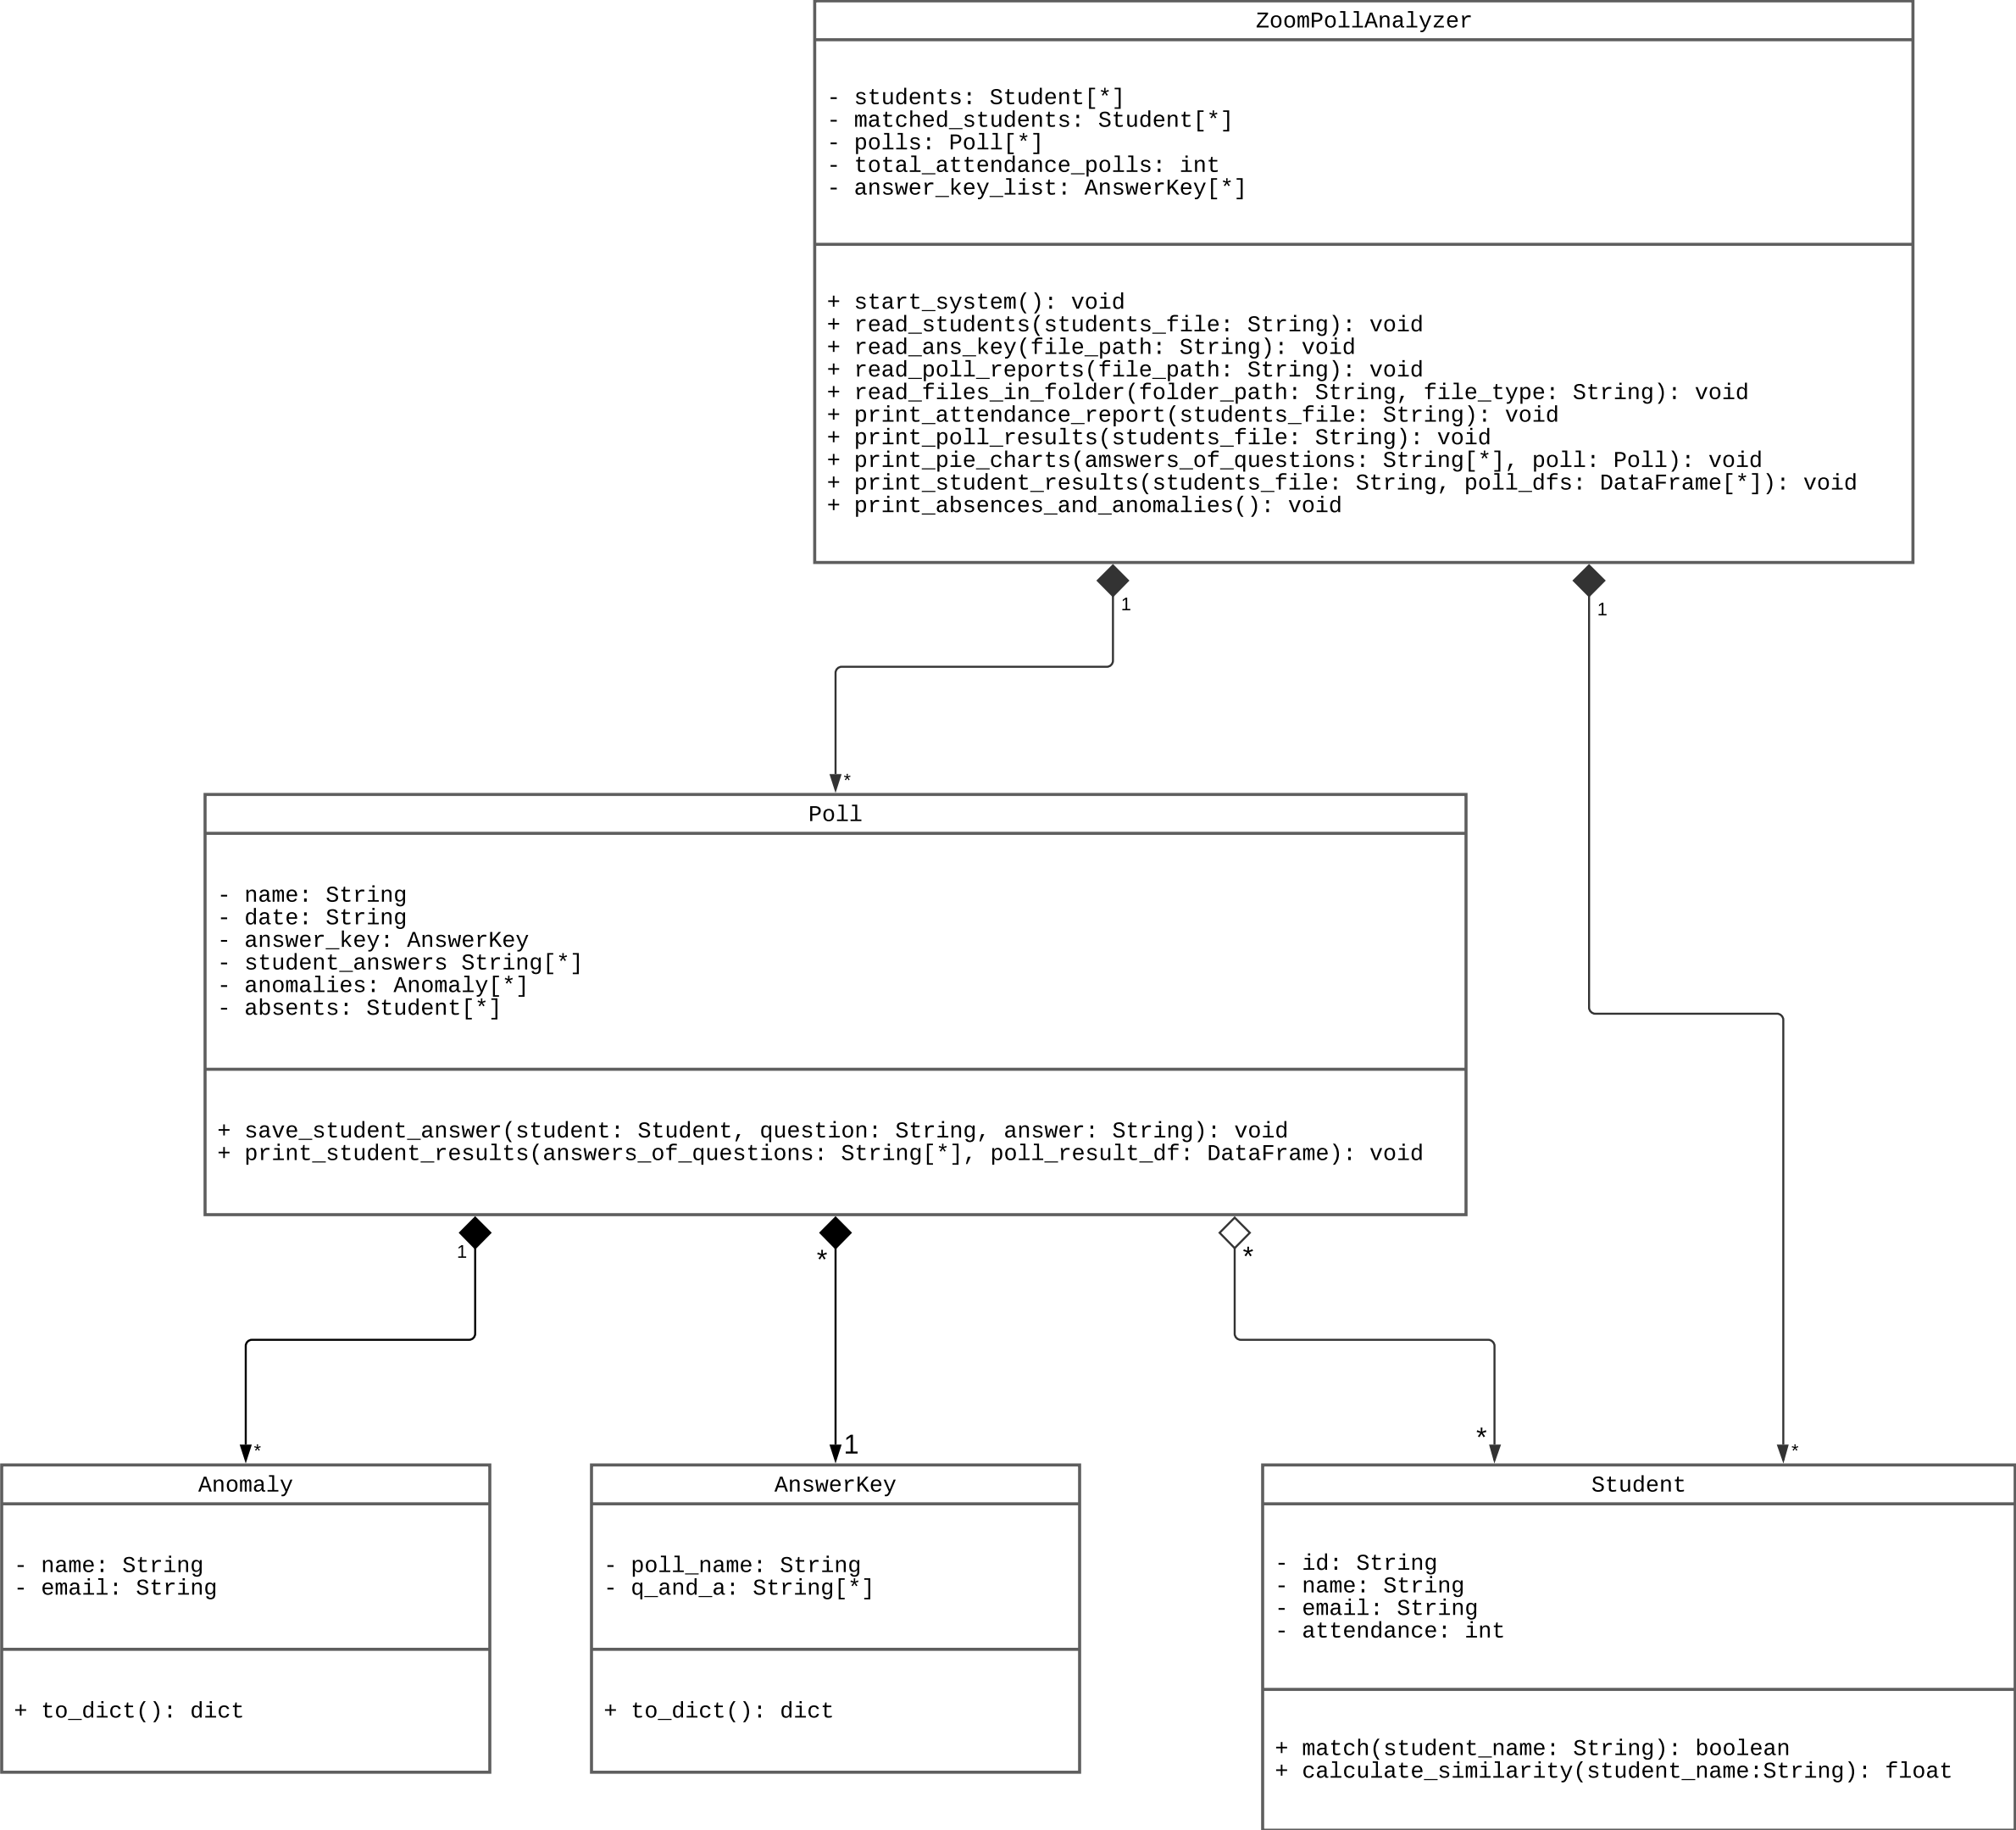 ZoomPollAnalyzer
- students: Student[*]
- matched_students: Student[*]
- polls: Poll[*]
- total_attendance_polls: int
- answer_key_list: AnswerKey[*]
+ start_system(): void
+ read_students(students_file: String): void
+ read_ans_key(file_path: String): void
+ read_poll_reports(file_path: String): void
+ read_files_in_folder(folder_path: String, file_type: String): void
+ print_attendance_report(students_file: String): void
+ print_poll_results(students_file: String): void
+ print_pie_charts(amswers_of_questions: String[*], poll: Poll): void
+ print_student_results(students_file: String, poll_dfs: DataFrame[*]): void
+ print_absences_and_anomalies(): void
1
1
*
Poll
- name: String
- date: String
- answer_key: AnswerKey
- student_answers String[*]
- anomalies: Anomaly[*]
- absents: Student[*]
+ save_student_answer(student: Student, question: String, answer: String): void
+ print_student_results(answers_of_questions: String[*], poll_result_df: DataFrame): void
1
*
*
*
1
*
*
Anomaly
- name: String
- email: String
+ to_dict(): dict
AnswerKey
- poll_name: String
- q_and_a: String[*]
+ to_dict(): dict
Student
- id: String
- name: String
- email: String
- attendance: int
+ match(student_name: String): boolean
+ calculate_similarity(student_name:String): float